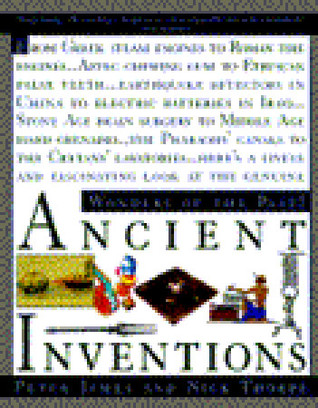 FROM GREEK STEAM ENGINES TO ROMAN FIRE
ENGINES...AZTEC CHEWING GUM TO ETRUSCAN
FALSE TEETH...EARTHQUAKE DETECTORS IN
CHINA TO ELECTRIC BATTERIES IN IRAQ...
STONE AGE BRAIN SURGERY TO MIDDLE AGE
HAND GRENADES...THE PHARAOHS' CANALS TO
THE CRETANS' LAVATORIES...HERE'S A LIVELY
AND FASCINATING LOOK AT THE GENUINE
WONDERS OF THE PAST!
ANCIENT
INVENTIONS
PETER JAMES AND NICK THORPE